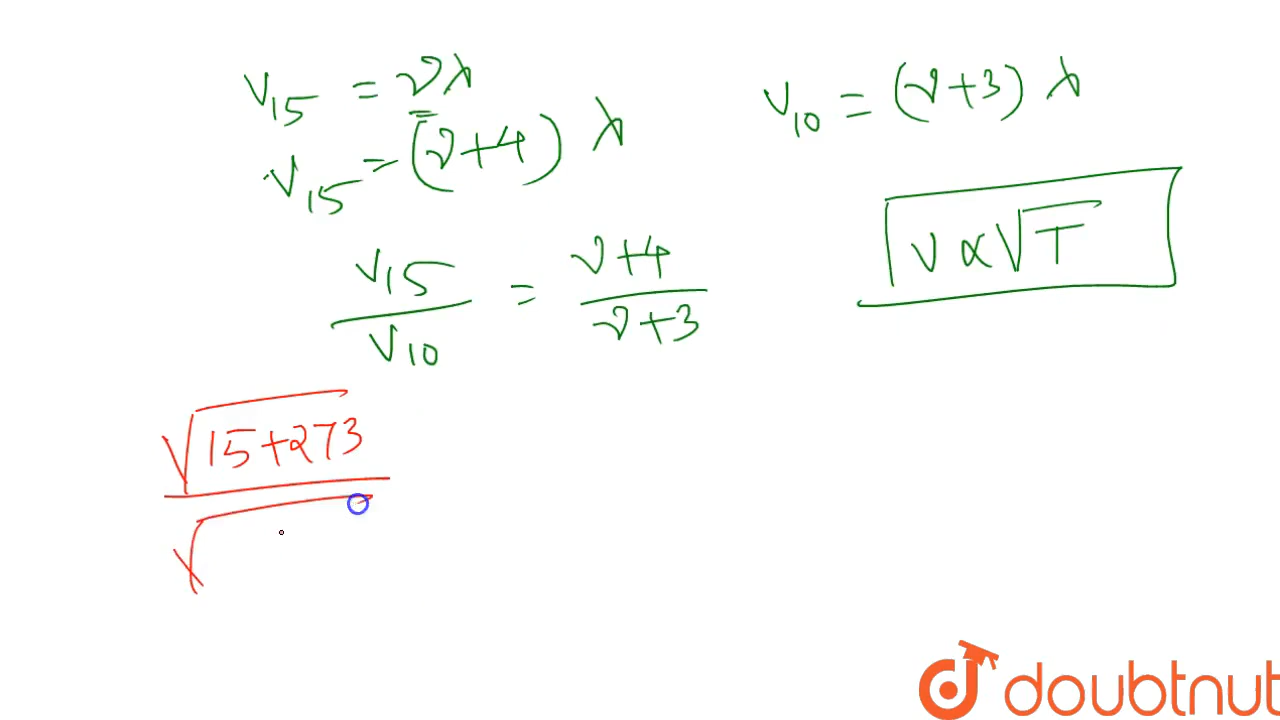 V₁₅ = νλ
V₁₅ = (ν+4) λ
V₁₀ = (ν+3) λ
V ∝ √T
V₁₅ / V₁₀ = ν+4 / ν+3
√15+273
√
doubtnut